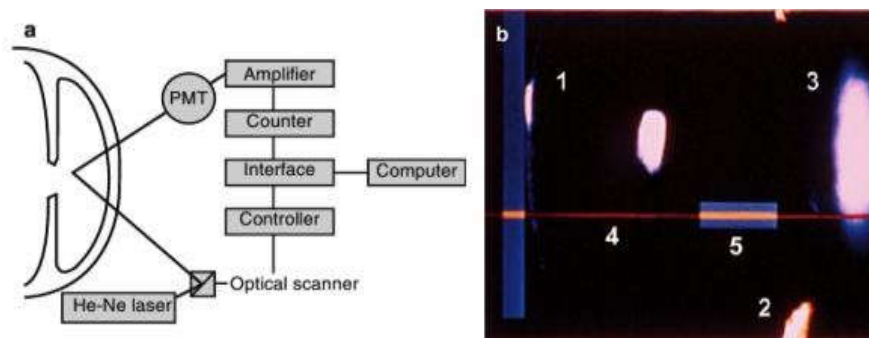 a
Amplifier
PMT
Counter
Interface
Computer
Controller
Optical scanner
He-Ne laser
b
1
3
4
5
2